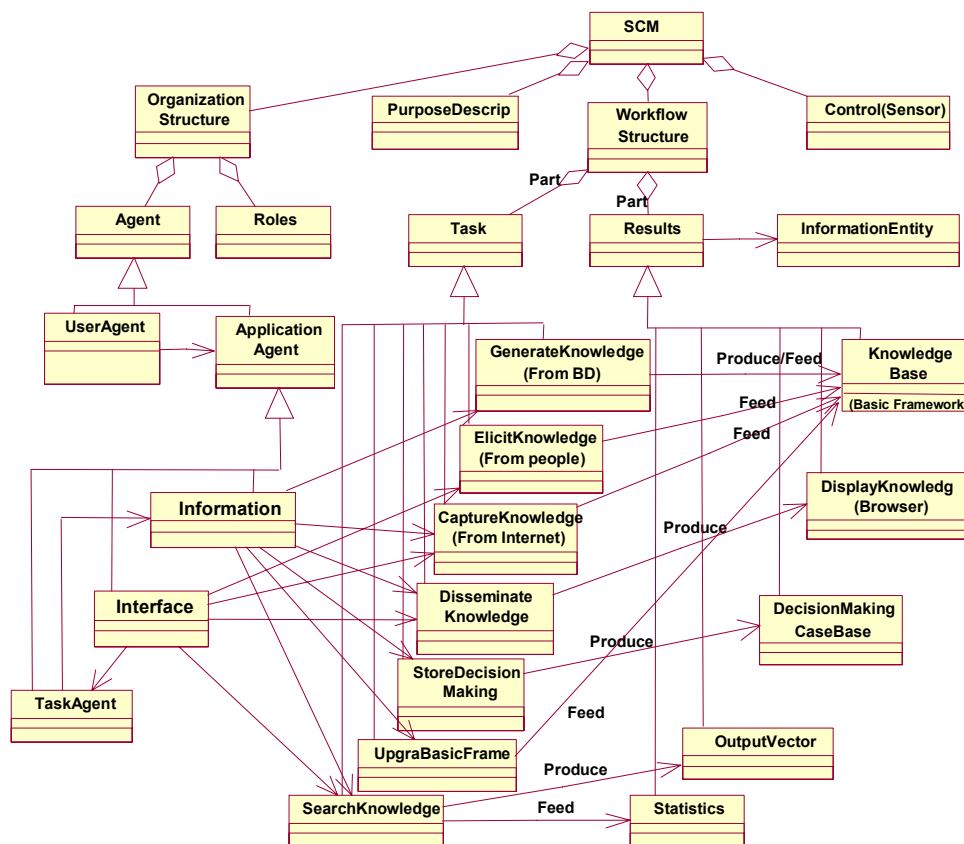 SCM
Organization
Structure
PurposeDescrip
Workflow
Structure
Control(Sensor)
Part
Part
Agent
Roles
Task
Results
InformationEntity
UserAgent
Application
Agent
GenerateKnowledge
(From BD)
Produce/Feed
Knowledge
Base
(Basic Framework
Feed
ElicitKnowledge
(From people)
Feed
Information
CaptureKnowledge
(From Internet)
DisplayKnowledg
(Browser)
Produce
Interface
Disseminate
Knowledge
DecisionMaking
CaseBase
Produce
StoreDecision
Making
TaskAgent
Feed
UpgraBasicFrame
OutputVector
Produce
SearchKnowledge
Feed
Statistics